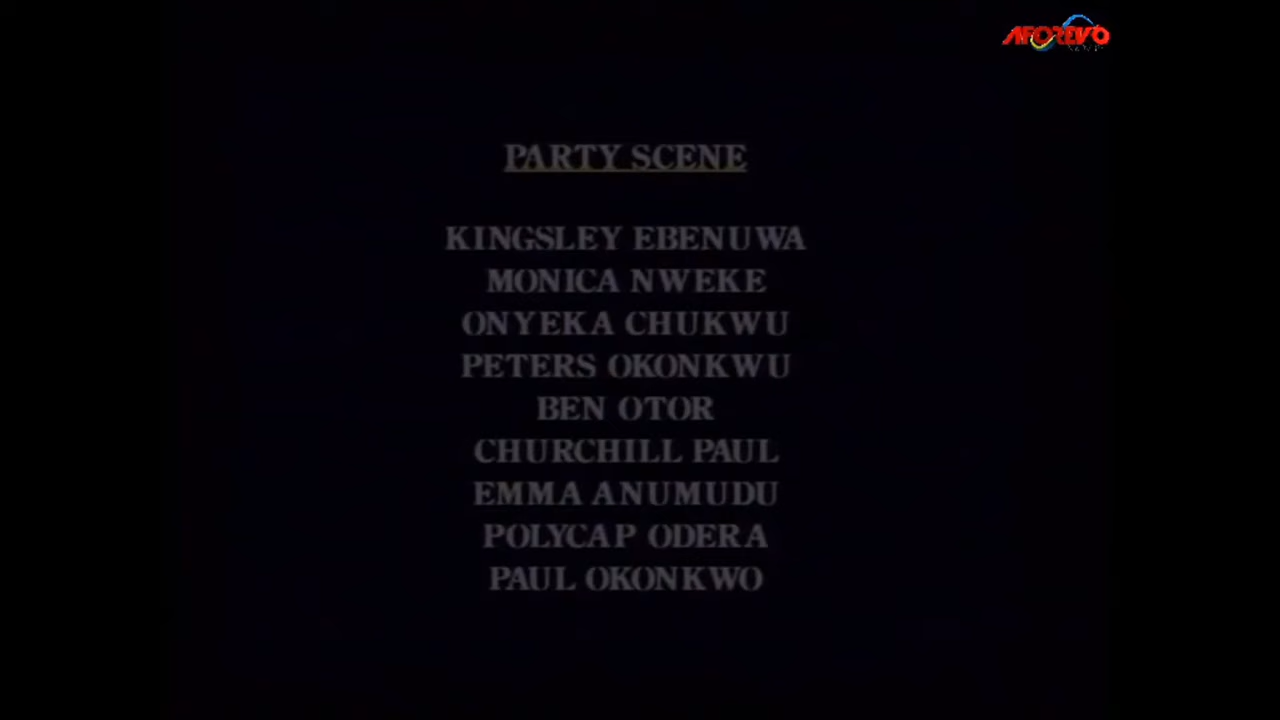 AFOREVO
PARTY SCENE
KINGSLEY EBENUWA
MONICA NWEKE
ONYEKA CHUKWU
PETERS OKONKWU
BEN OTOR
CHURCHILL PAUL
EMMA ANUMUDU
POLYCAP ODERA
PAUL OKONKWO